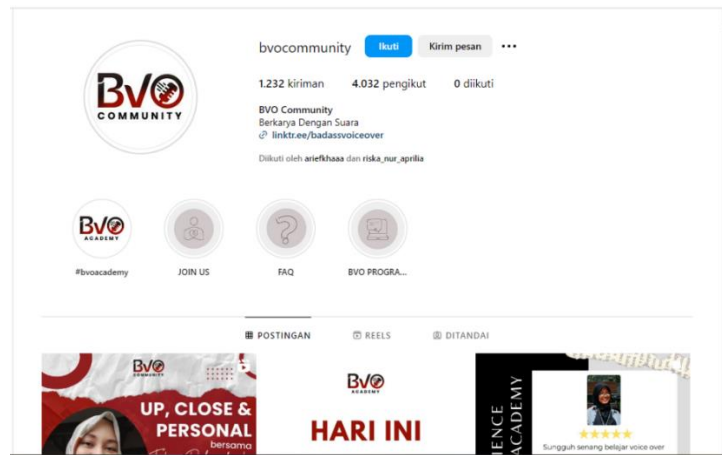 BVO
COMMUNITY
bvocommunity Ikuti Kirim pesan
1.232 kiriman 4.032 pengikut 0 diikuti
BVO Community
Berkarya Dengan Suara
linktr.ee/badassvoiceover
Diikuti oleh ariefkhaaa dan riska_nur_aprilia
BVO
ACADEMY
#bvoacademy JOIN US FAQ BVO PROGRA...
POSTINGAN REELS DITANDAI
BVO
COMMUNITY
UP, CLOSE &
PERSONAL
bersama
BVO
ACADEMY
HARI INI
IENCE
ACADEMY
Sungguh senang belajar voice over